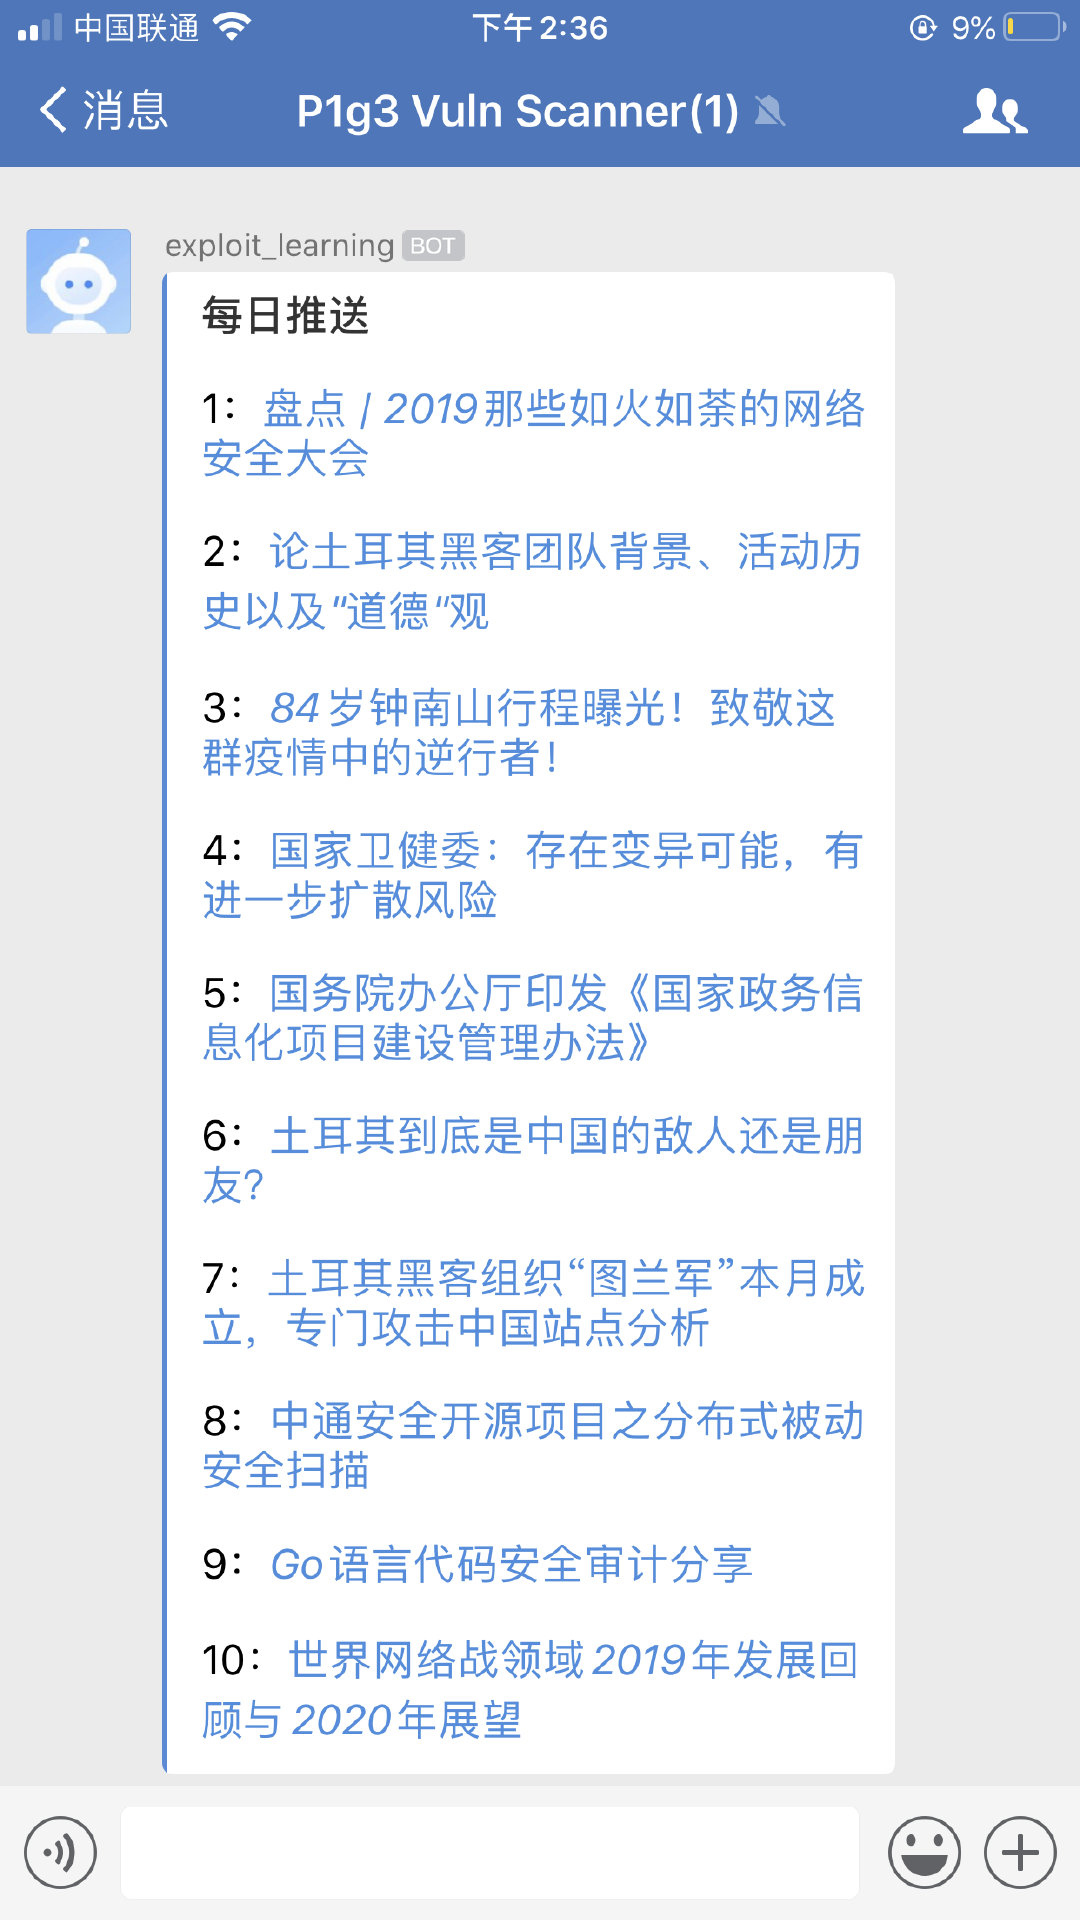 中国联通 下午 2:36 9%
消息 P1g3 Vuln Scanner(1)
exploit_learning BOT
每日推送
1：盘点 | 2019那些如火如荼的网络
安全大会
2：论土耳其黑客团队背景、活动历
史以及“道德“观
3：84岁钟南山行程曝光！致敬这
群疫情中的逆行者！
4：国家卫健委：存在变异可能，有
进一步扩散风险
5：国务院办公厅印发《国家政务信
息化项目建设管理办法》
6：土耳其到底是中国的敌人还是朋
友？
7：土耳其黑客组织“图兰军”本月成
立，专门攻击中国站点分析
8：中通安全开源项目之分布式被动
安全扫描
9：Go语言代码安全审计分享
10：世界网络战领域2019年发展回
顾与2020年展望